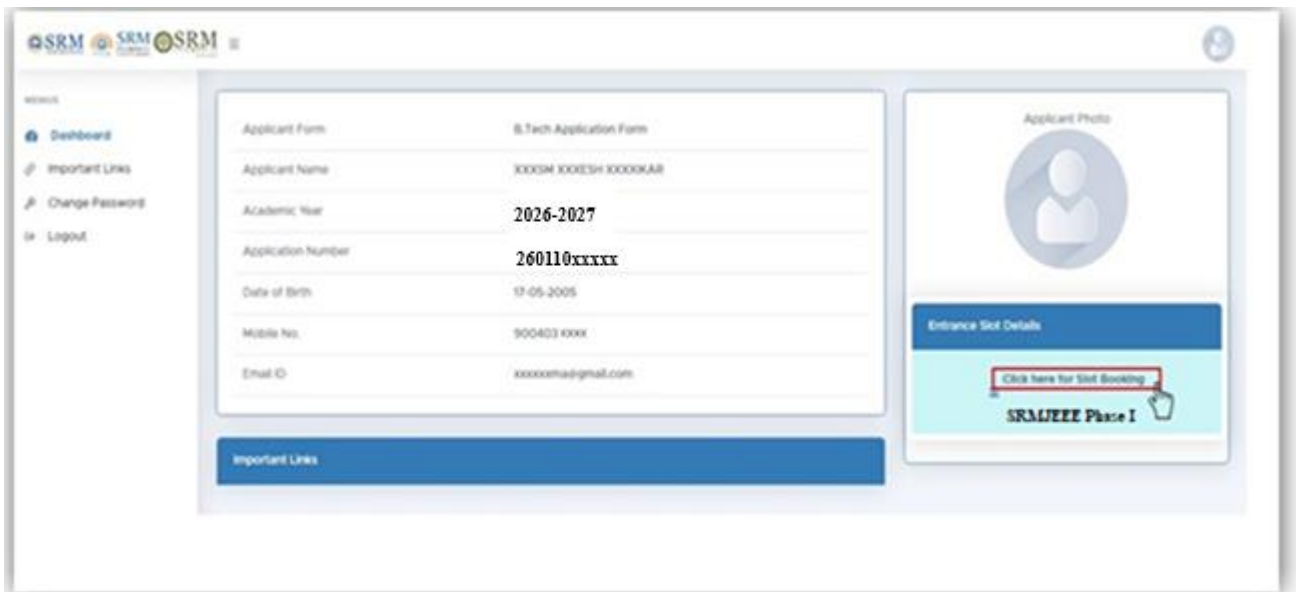 SRM SRM SRM
MENUS
Dashboard
Important Links
Change Password
Logout
Applicant Form B.Tech Application Form
Applicant Name XXXSM XXXESH XXXXKAR
Academic Year 2026-2027
Application Number 260110xxxxx
Date of Birth 17-05-2005
Mobile No. 900403 XXXX
Email ID xxxxxxma@gmail.com
Important Links
Applicant Photo
Entrance Slot Details
Click here for Slot Booking
SRMJEEE Phase I